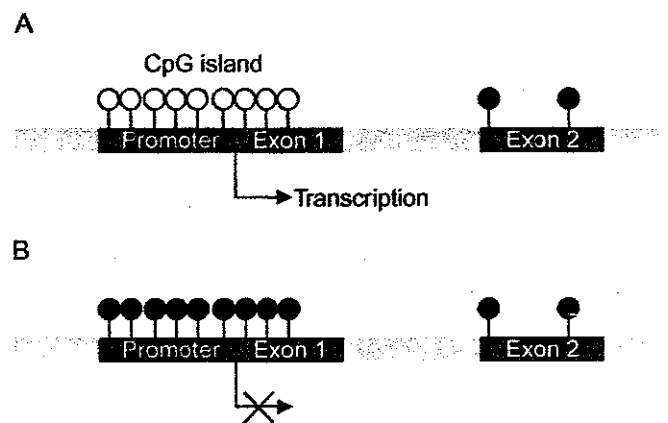 A
CpG island
Promoter Exon 1 Exon 2
Transcription
B
Promoter Exon 1 Exon 2